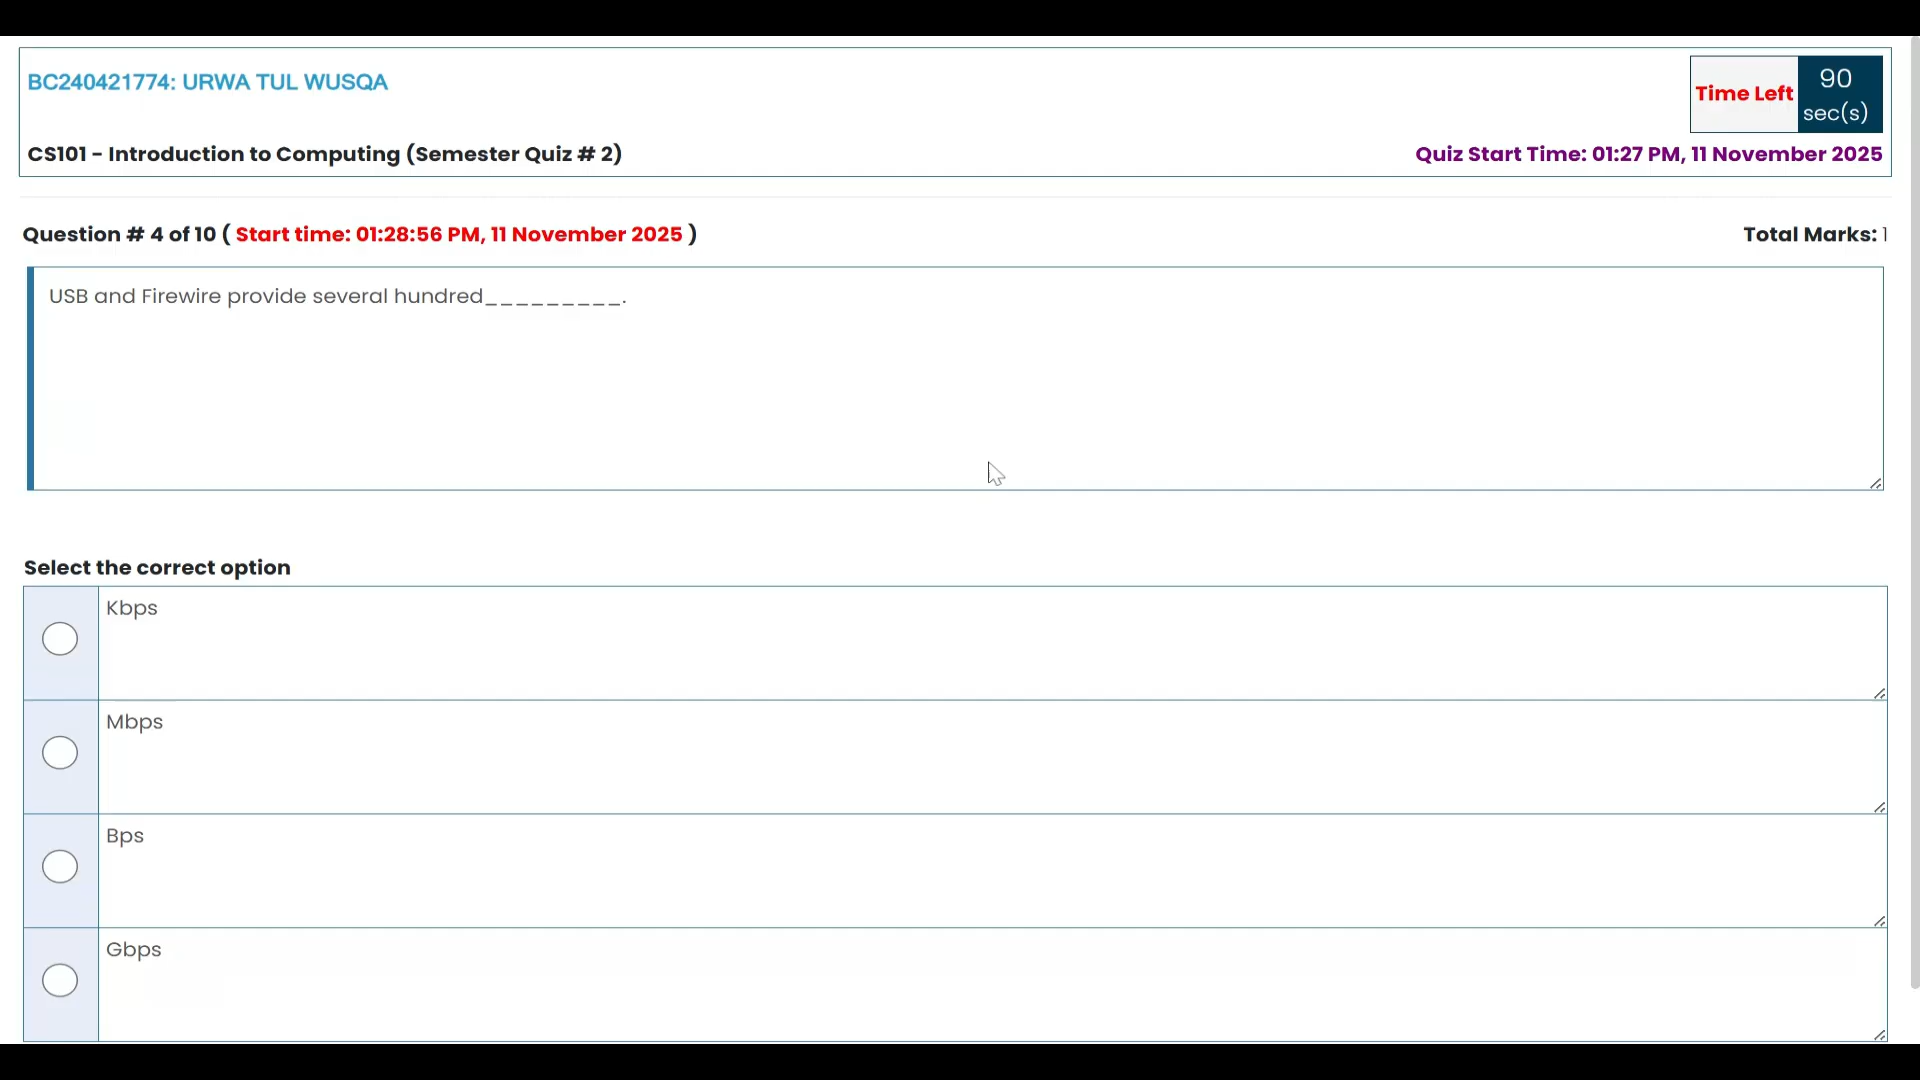 BC240421774: URWA TUL WUSQA
Time Left
90
sec(s)
CS101 - Introduction to Computing (Semester Quiz # 2)
Quiz Start Time: 01:27 PM, 11 November 2025
Question # 4 of 10 ( Start time: 01:28:56 PM, 11 November 2025 )
Total Marks: 1
USB and Firewire provide several hundred_________.
Select the correct option
Kbps
Mbps
Bps
Gbps